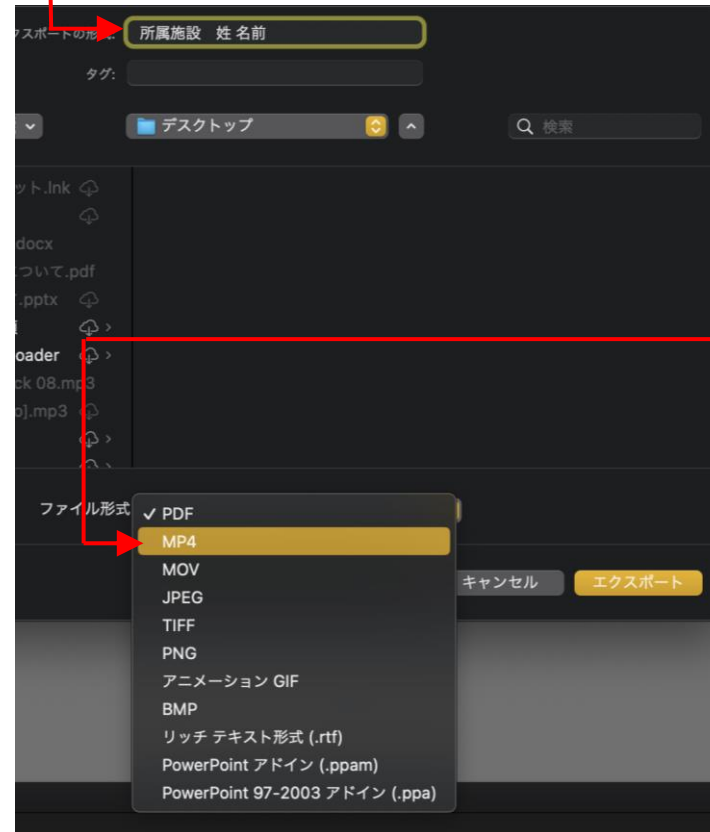 クスポートの形式: 所属施設 姓 名前
タグ:
デスクトップ 検索
ット.lnk
docx
ついて.pdf
.pptx
oader
ck 08.mp3
o].mp3
ファイル形式 ✓ PDF
MP4
MOV
キャンセル エクスポート
JPEG
TIFF
PNG
アニメーション GIF
BMP
リッチ テキスト形式 (.rtf)
PowerPoint アドイン (.ppam)
PowerPoint 97-2003 アドイン (.ppa)